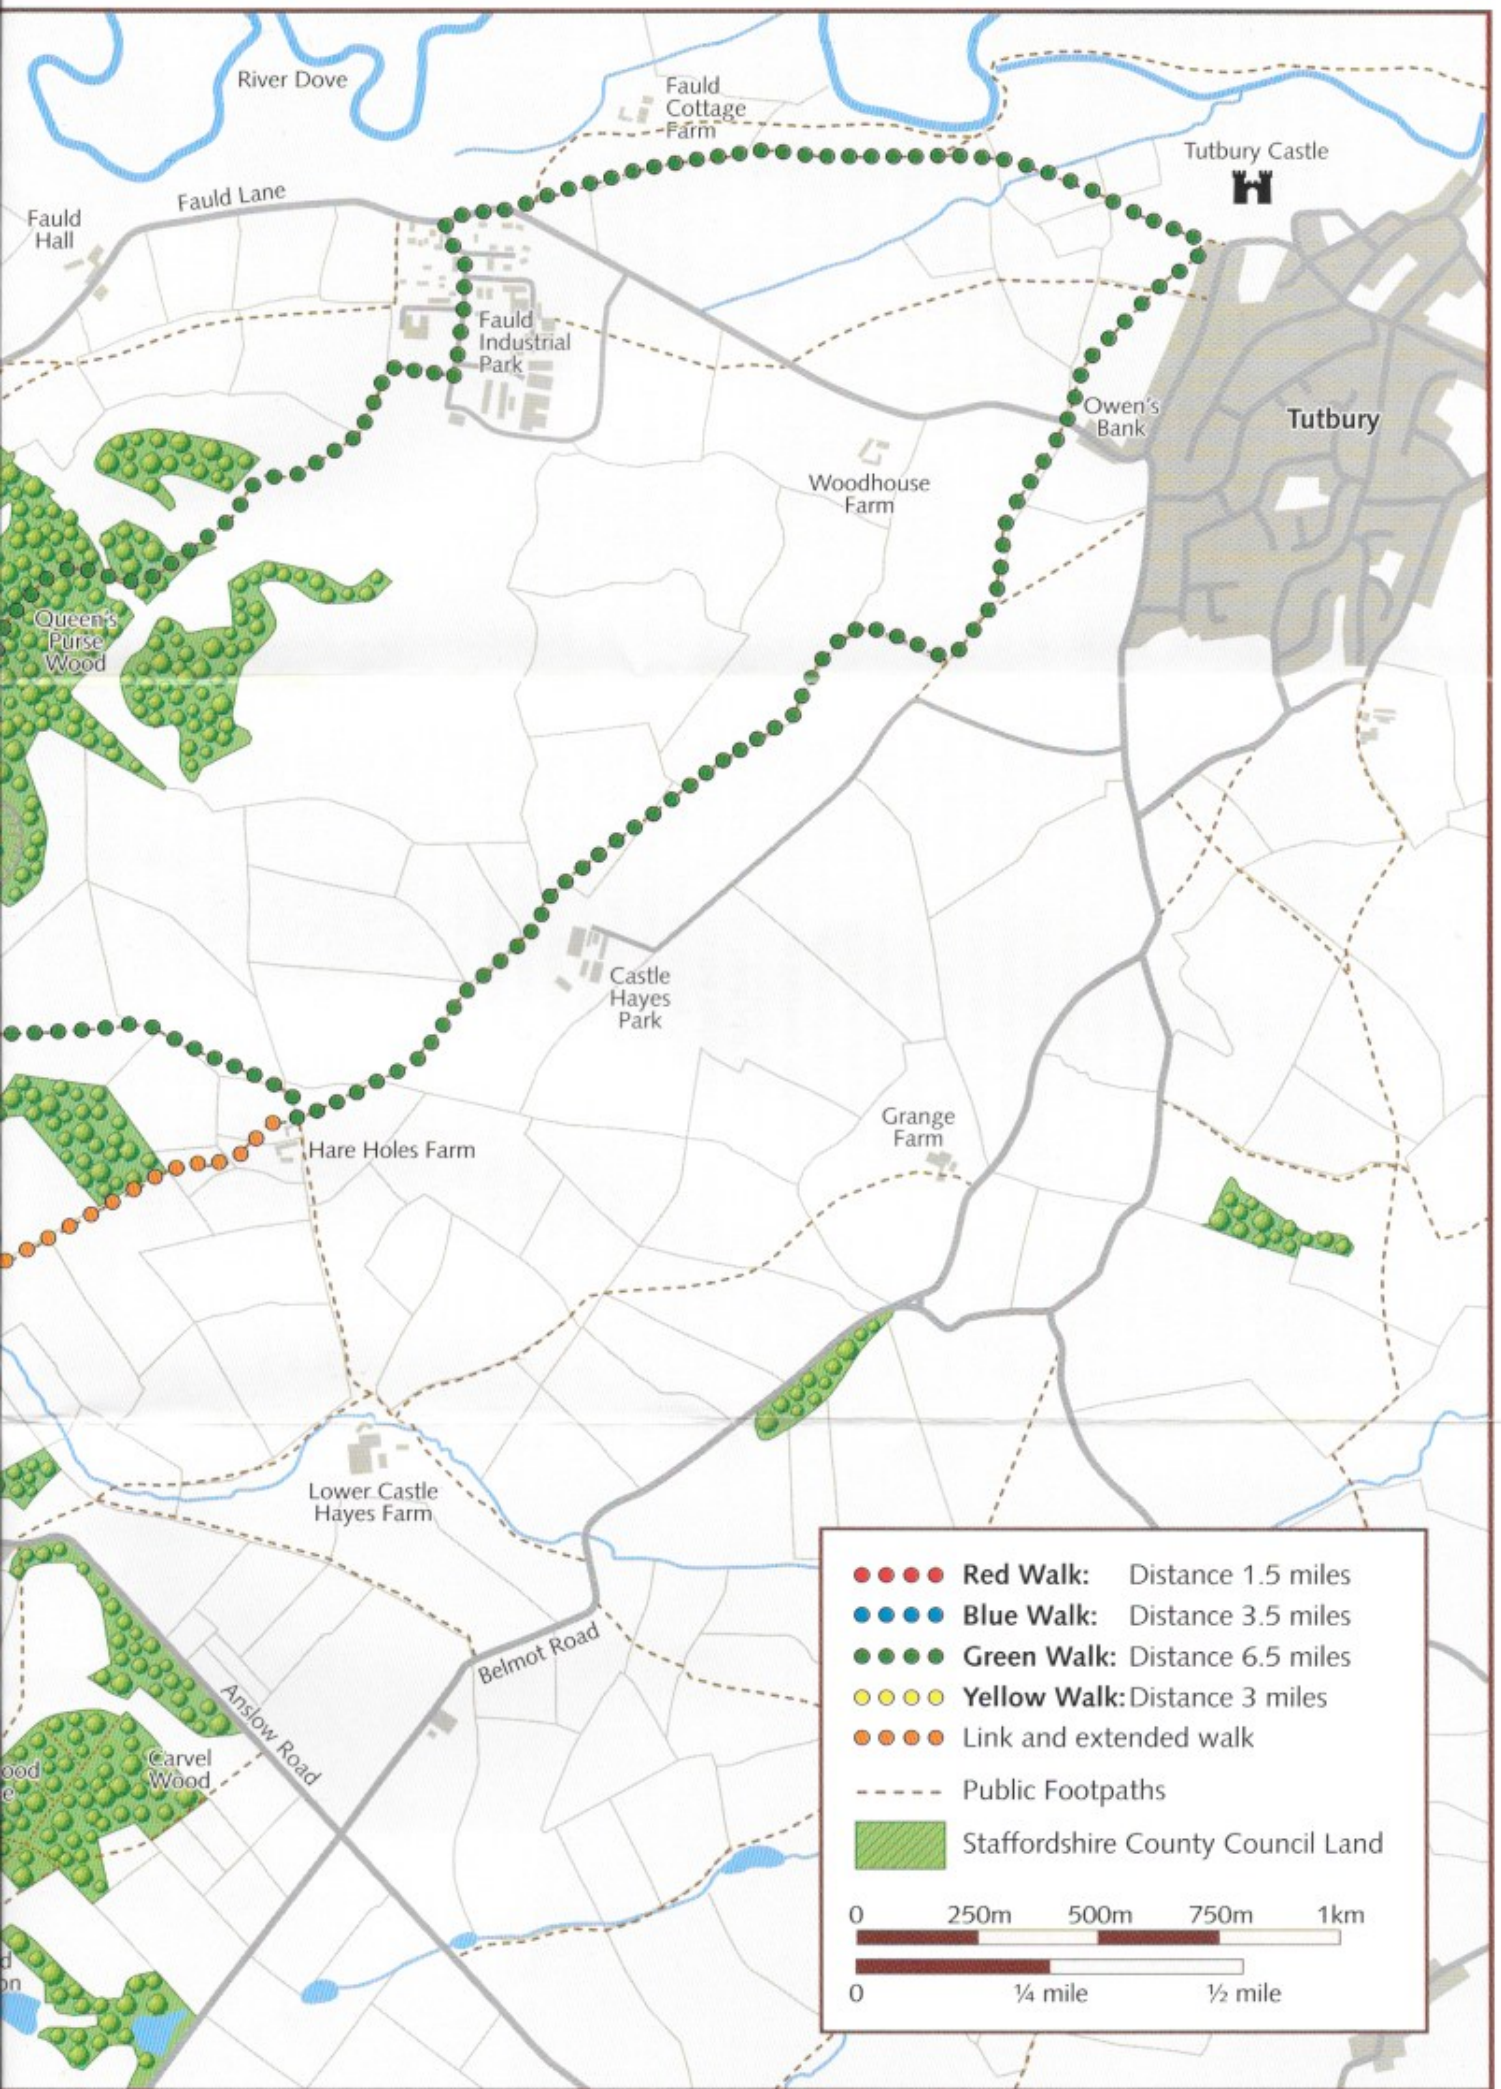 River Dove
Fauld
Cottage
Farm
Tutbury Castle
Fauld Lane
Fauld
Hall
Fauld
Industrial
Park
Owen's
Bank
Tutbury
Woodhouse
Farm
Queen's
Purse
Wood
Castle
Hayes
Park
Grange
Farm
Hare Holes Farm
Lower Castle
Hayes Farm
Belmot Road
Anslow Road
Carvel
Wood
ood
e
d
on
Red Walk: Distance 1.5 miles
Blue Walk: Distance 3.5 miles
Green Walk: Distance 6.5 miles
Yellow Walk: Distance 3 miles
Link and extended walk
Public Footpaths
Staffordshire County Council Land
0 250m 500m 750m 1km
0 ¼ mile ½ mile